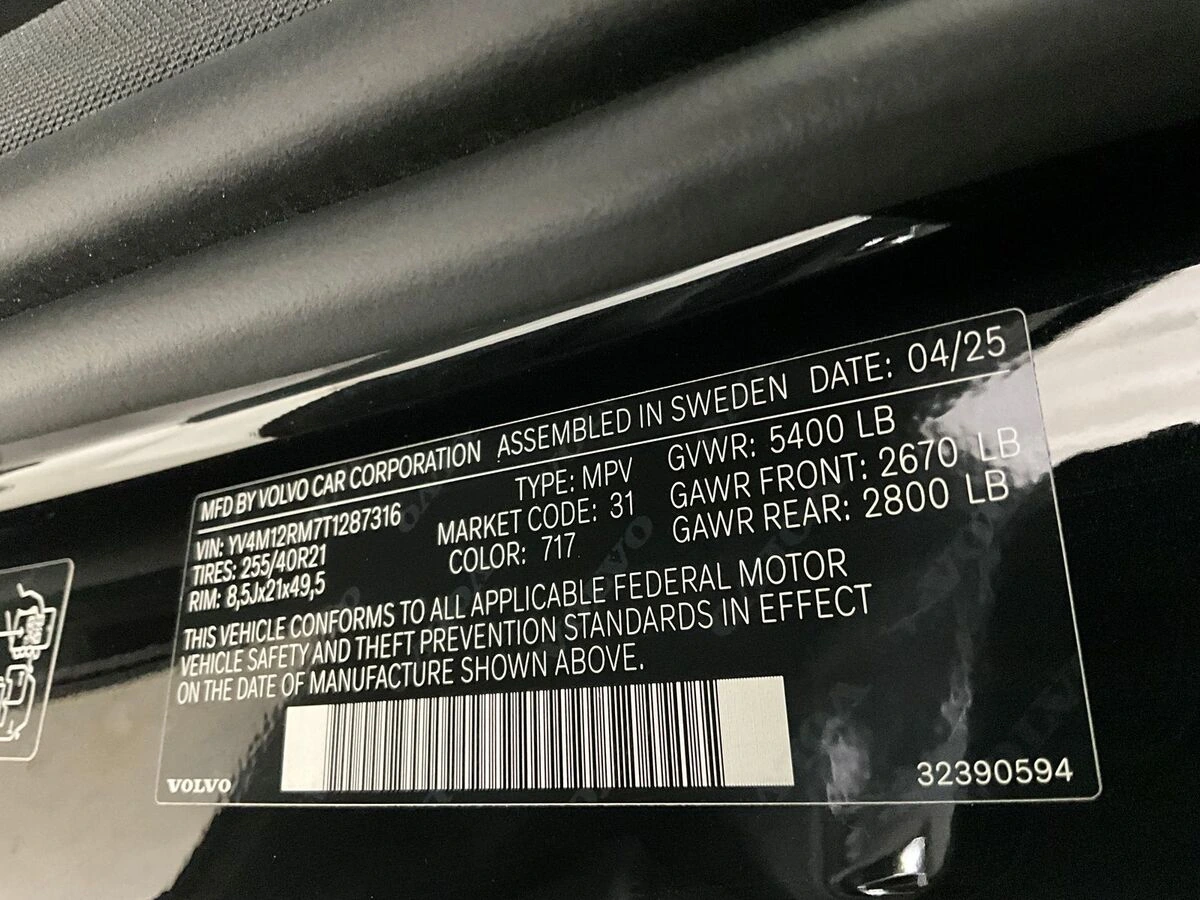 MFD BY VOLVO CAR CORPORATION ASSEMBLED IN SWEDEN DATE: 04/25
VIN: YV4M12RM7T1287316 TYPE: MPV GVWR: 5400 LB
TIRES: 255/40R21 MARKET CODE: 31 GAWR FRONT: 2670 LB
RIM: 8,5Jx21x49,5 COLOR: 717 GAWR REAR: 2800 LB
THIS VEHICLE CONFORMS TO ALL APPLICABLE FEDERAL MOTOR
VEHICLE SAFETY AND THEFT PREVENTION STANDARDS IN EFFECT
ON THE DATE OF MANUFACTURE SHOWN ABOVE.
VOLVO 32390594